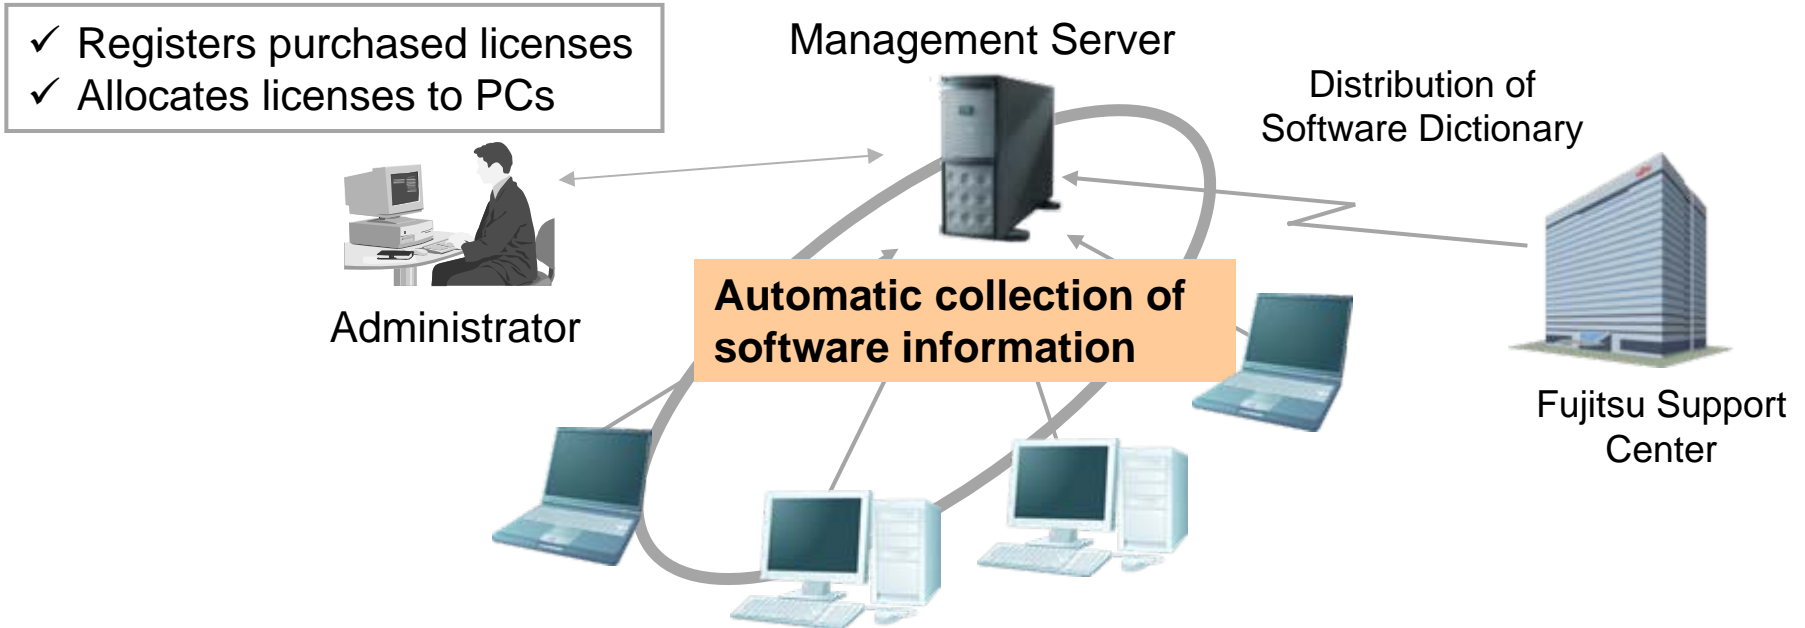 ✓ Registers purchased licenses
✓ Allocates licenses to PCs
Management Server
Distribution of
Software Dictionary
Administrator
Automatic collection of
software information
Fujitsu Support
Center